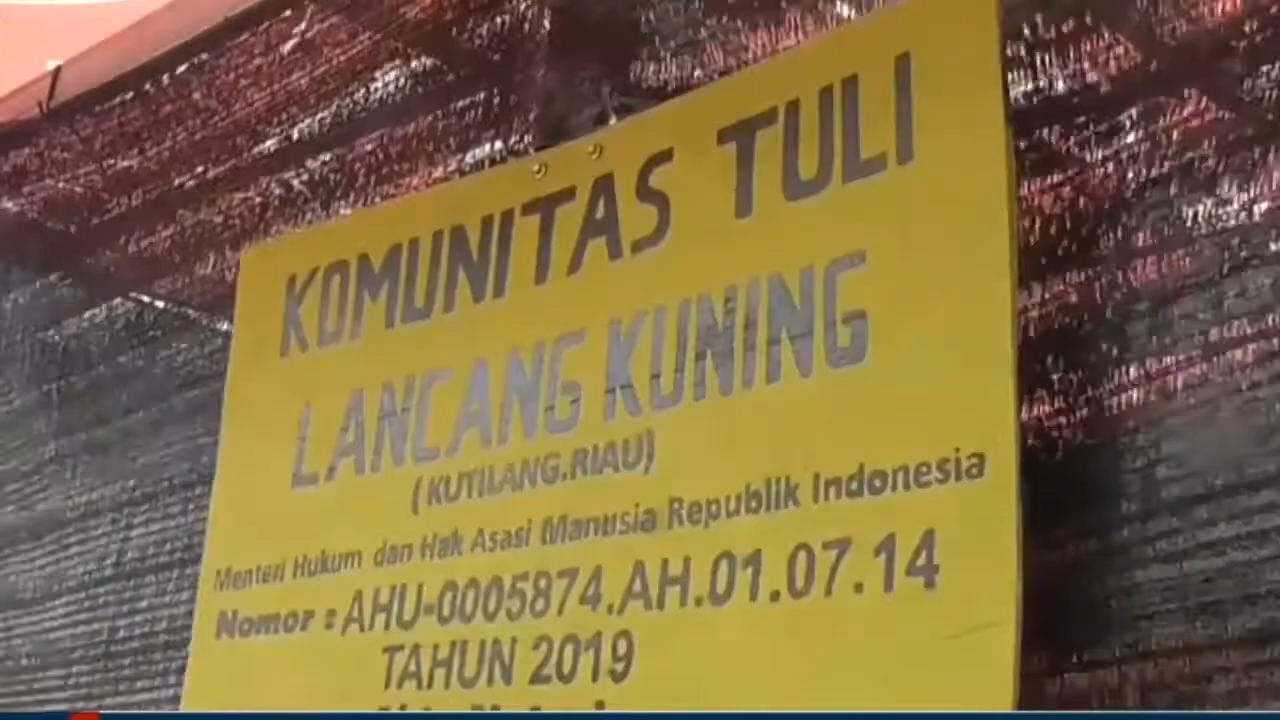 KOMUNITAS TULI
LANCANG KUNING
(KUTILANG.RIAU)
Menteri Hukum dan Hak Asasi Manusia Republik Indonesia
Nomor : AHU-0005874.AH.01.07.14
TAHUN 2019